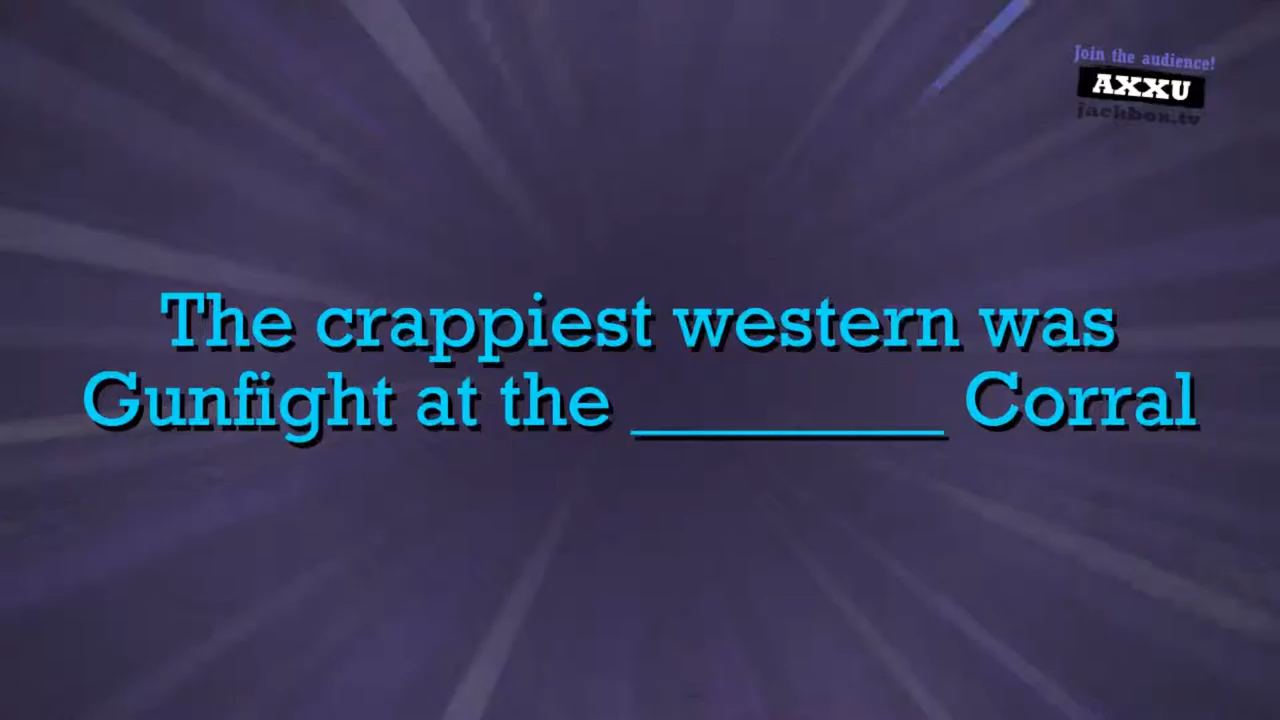 Join the audience!
AXXU
jackbox.tv
The crappiest western was
Gunfight at the ________ Corral